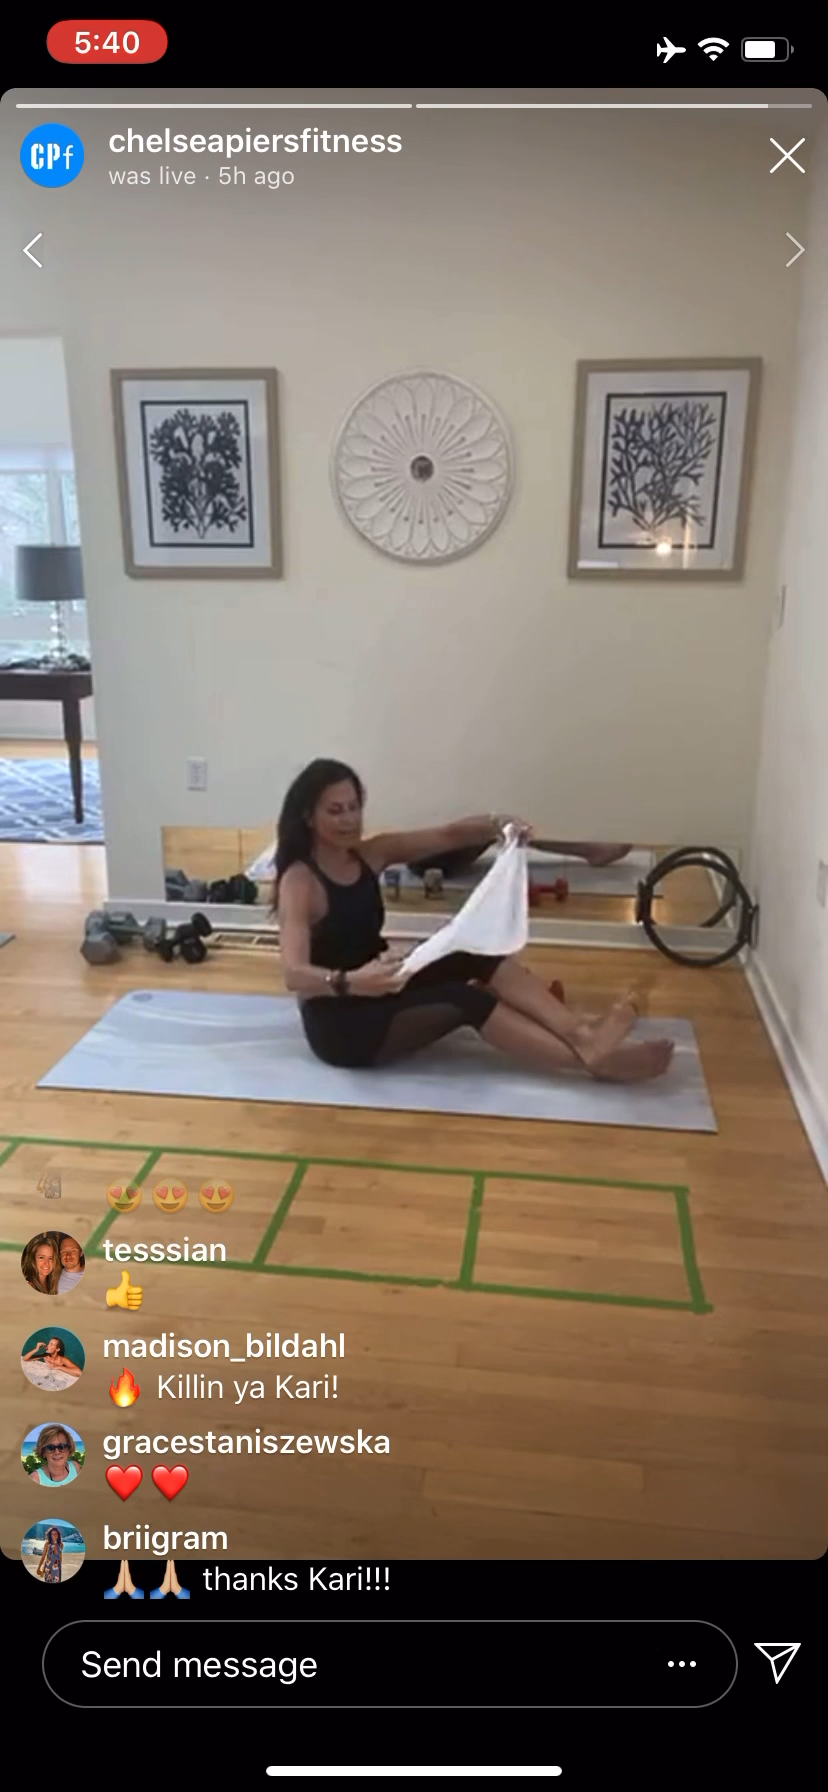 5:40
CPf
chelseapiersfitness
was live · 5h ago
😍😍😍
tesssian
👍
madison_bildahl
🔥 Killin ya Kari!
gracestaniszewska
❤️❤️
briigram
🙏🏼🙏🏼 thanks Kari!!!
Send message